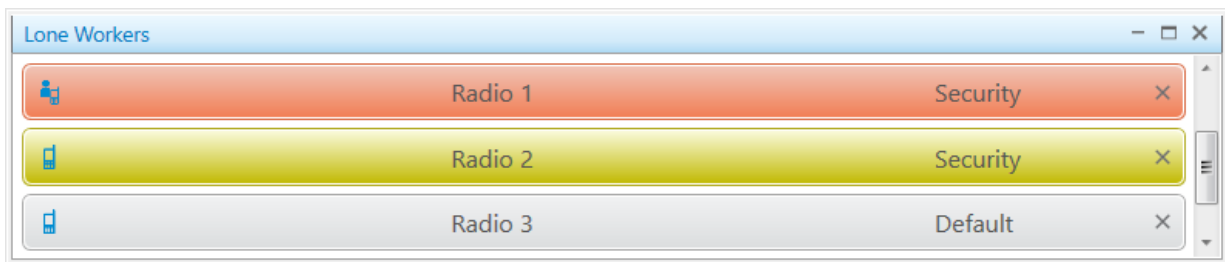 Lone Workers
Radio 1 Security
Radio 2 Security
Radio 3 Default